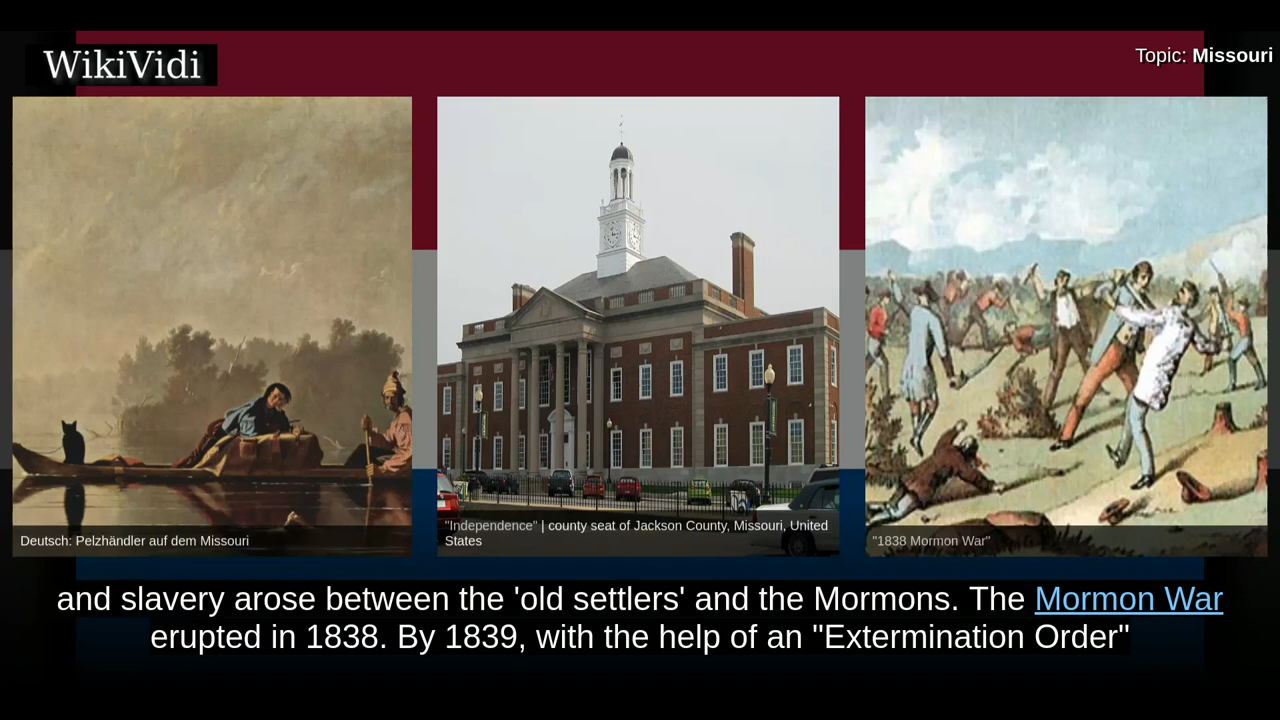 WikiVidi
Topic: Missouri
Deutsch: Pelzhändler auf dem Missouri
"Independence" | county seat of Jackson County, Missouri, United
States
"1838 Mormon War"
and slavery arose between the 'old settlers' and the Mormons. The Mormon War
erupted in 1838. By 1839, with the help of an "Extermination Order"